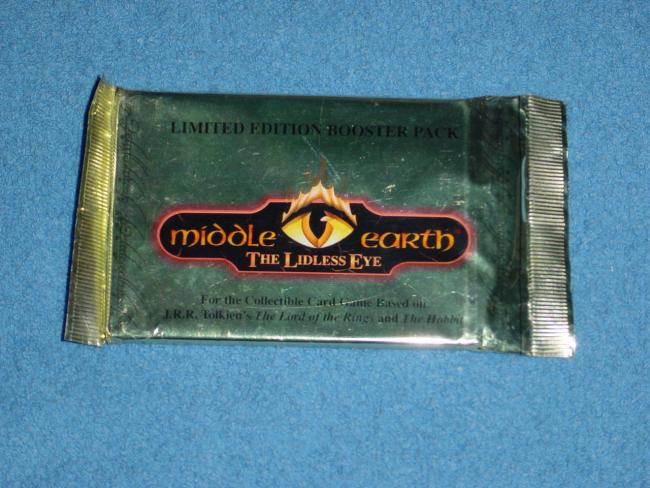 LIMITED EDITION BOOSTER PACK
middle earth
THE LIDLESS EYE
For the Collectible Card Game Based on
J.R.R. Tolkien's The Lord of the Rings and The Hobbit